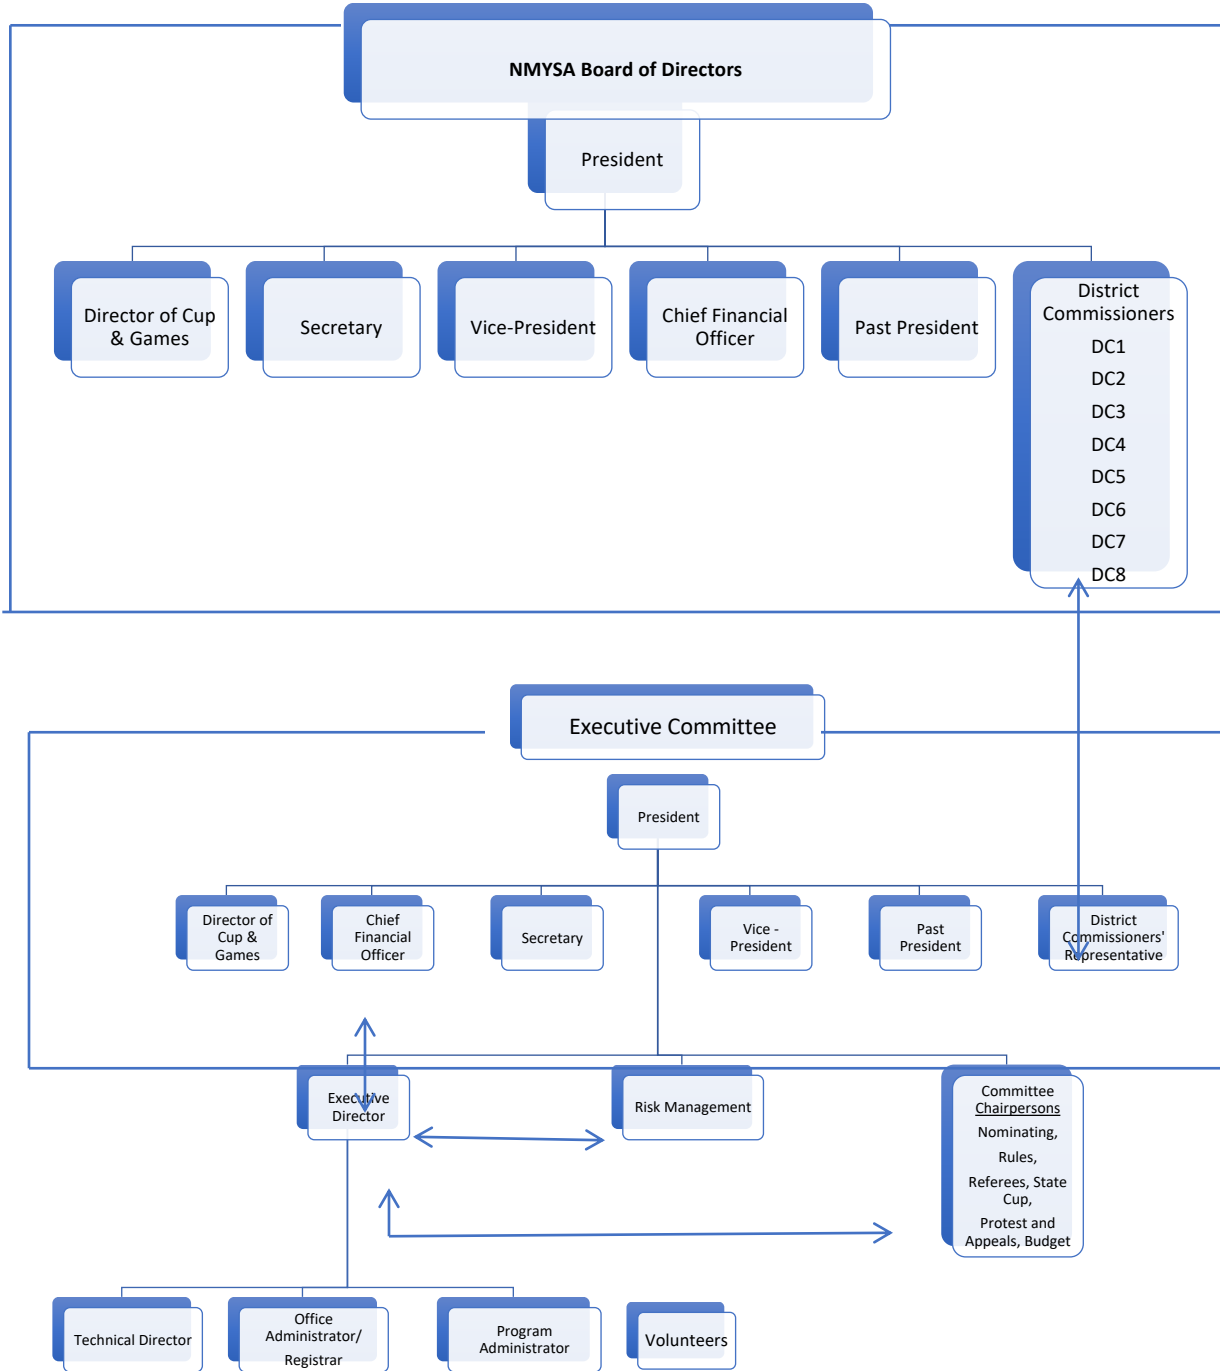 NMYSA Board of Directors
President
Director of Cup
& Games
Secretary
Vice-President
Chief Financial
Officer
Past President
District
Commissioners
DC1
DC2
DC3
DC4
DC5
DC6
DC7
DC8
Executive Committee
President
Director of
Cup &
Games
Chief
Financial
Officer
Secretary
Vice -
President
Past
President
District
Commissioners'
Representative
Executive
Director
Risk Management
Committee
Chairpersons
Nominating,
Rules,
Referees, State
Cup,
Protest and
Appeals, Budget
Technical Director
Office
Administrator/
Registrar
Program
Administrator
Volunteers